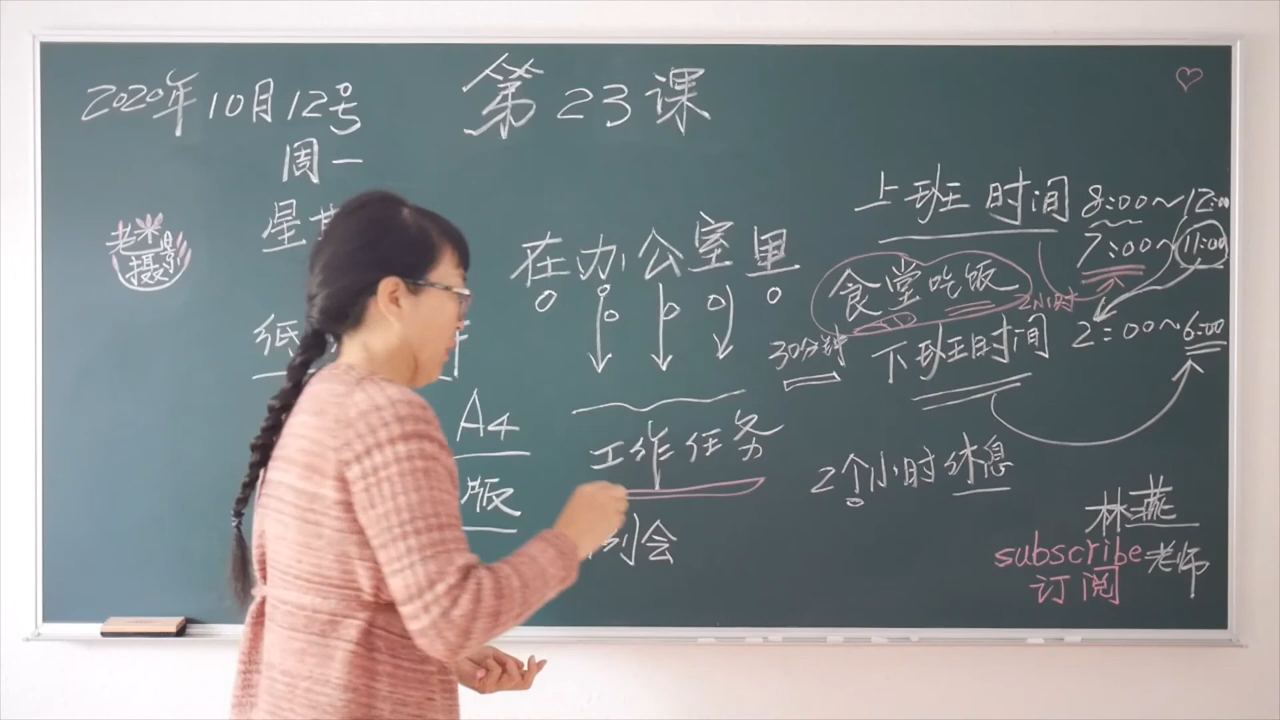 2020年10月12号
周一
星
第23课
在办公室里
老米
摄影
纸
A4
版
工作任务
例会
上班时间 8:00~12:00
7:00~11:00
食堂吃饭
2小时
30分钟
下班时间 2:00~6:00
2个小时休息
林燕
老师
subscribe
订阅